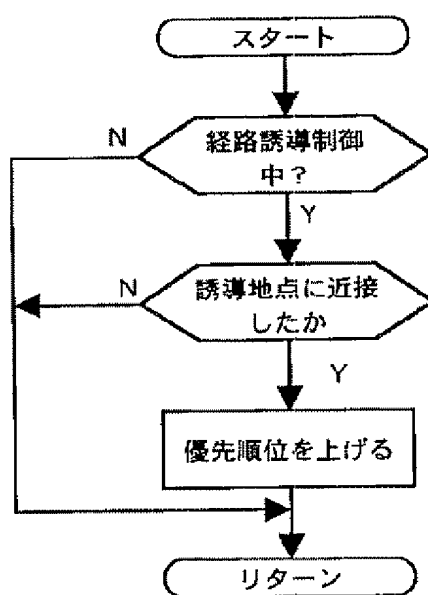 スタート
N
経路誘導制御
中？
Y
N
誘導地点に近接
したか
Y
優先順位を上げる
リターン